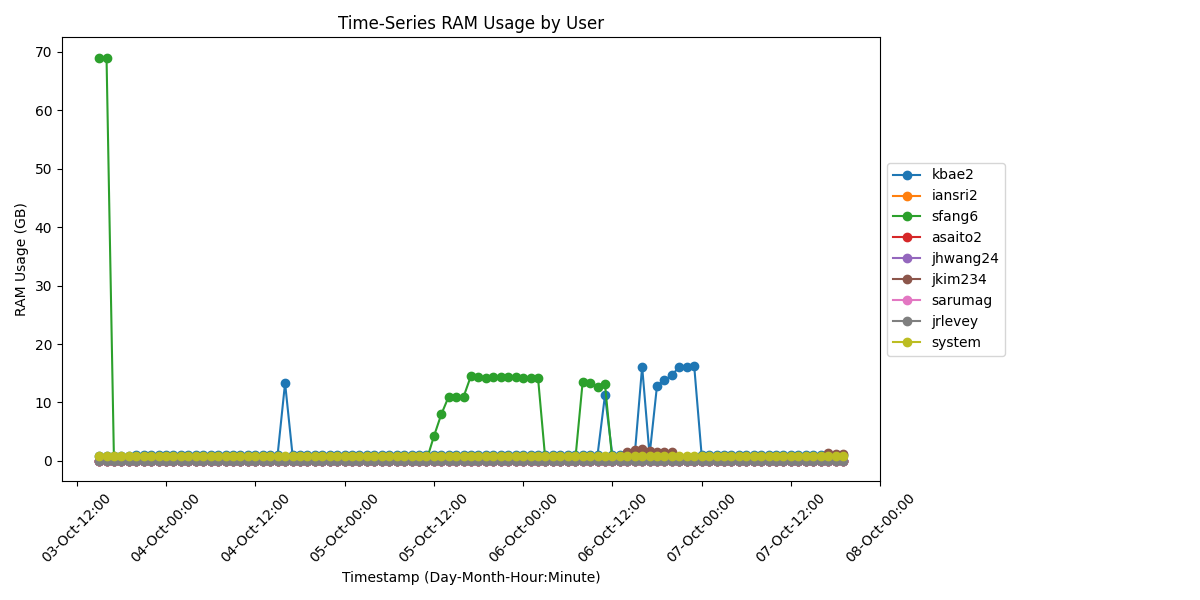 Time-Series RAM Usage by User
RAM Usage (GB)
70
60
50
40
30
20
10
0
03-Oct-12:00
04-Oct-00:00
04-Oct-12:00
05-Oct-00:00
05-Oct-12:00
06-Oct-00:00
06-Oct-12:00
07-Oct-00:00
07-Oct-12:00
08-Oct-00:00
Timestamp (Day-Month-Hour:Minute)
kbae2
iansri2
sfang6
asaito2
jhwang24
jkim234
sarumag
jrlevey
system